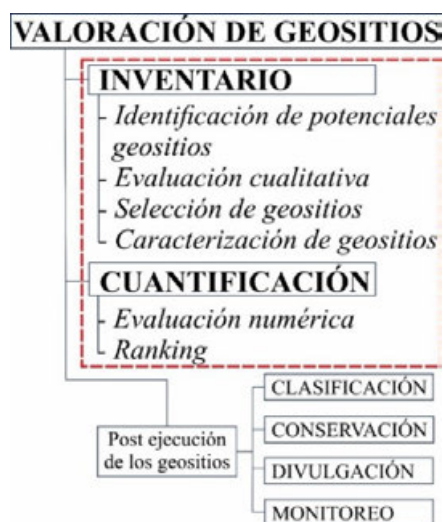 VALORACIÓN DE GEOSITIOS
INVENTARIO
- Identificación de potenciales
geositios
- Evaluación cualitativa
- Selección de geositios
- Caracterización de geositios
CUANTIFICACIÓN
- Evaluación numérica
- Ranking
Post ejecución
de los geositios
CLASIFICACIÓN
CONSERVACIÓN
DIVULGACIÓN
MONITOREO